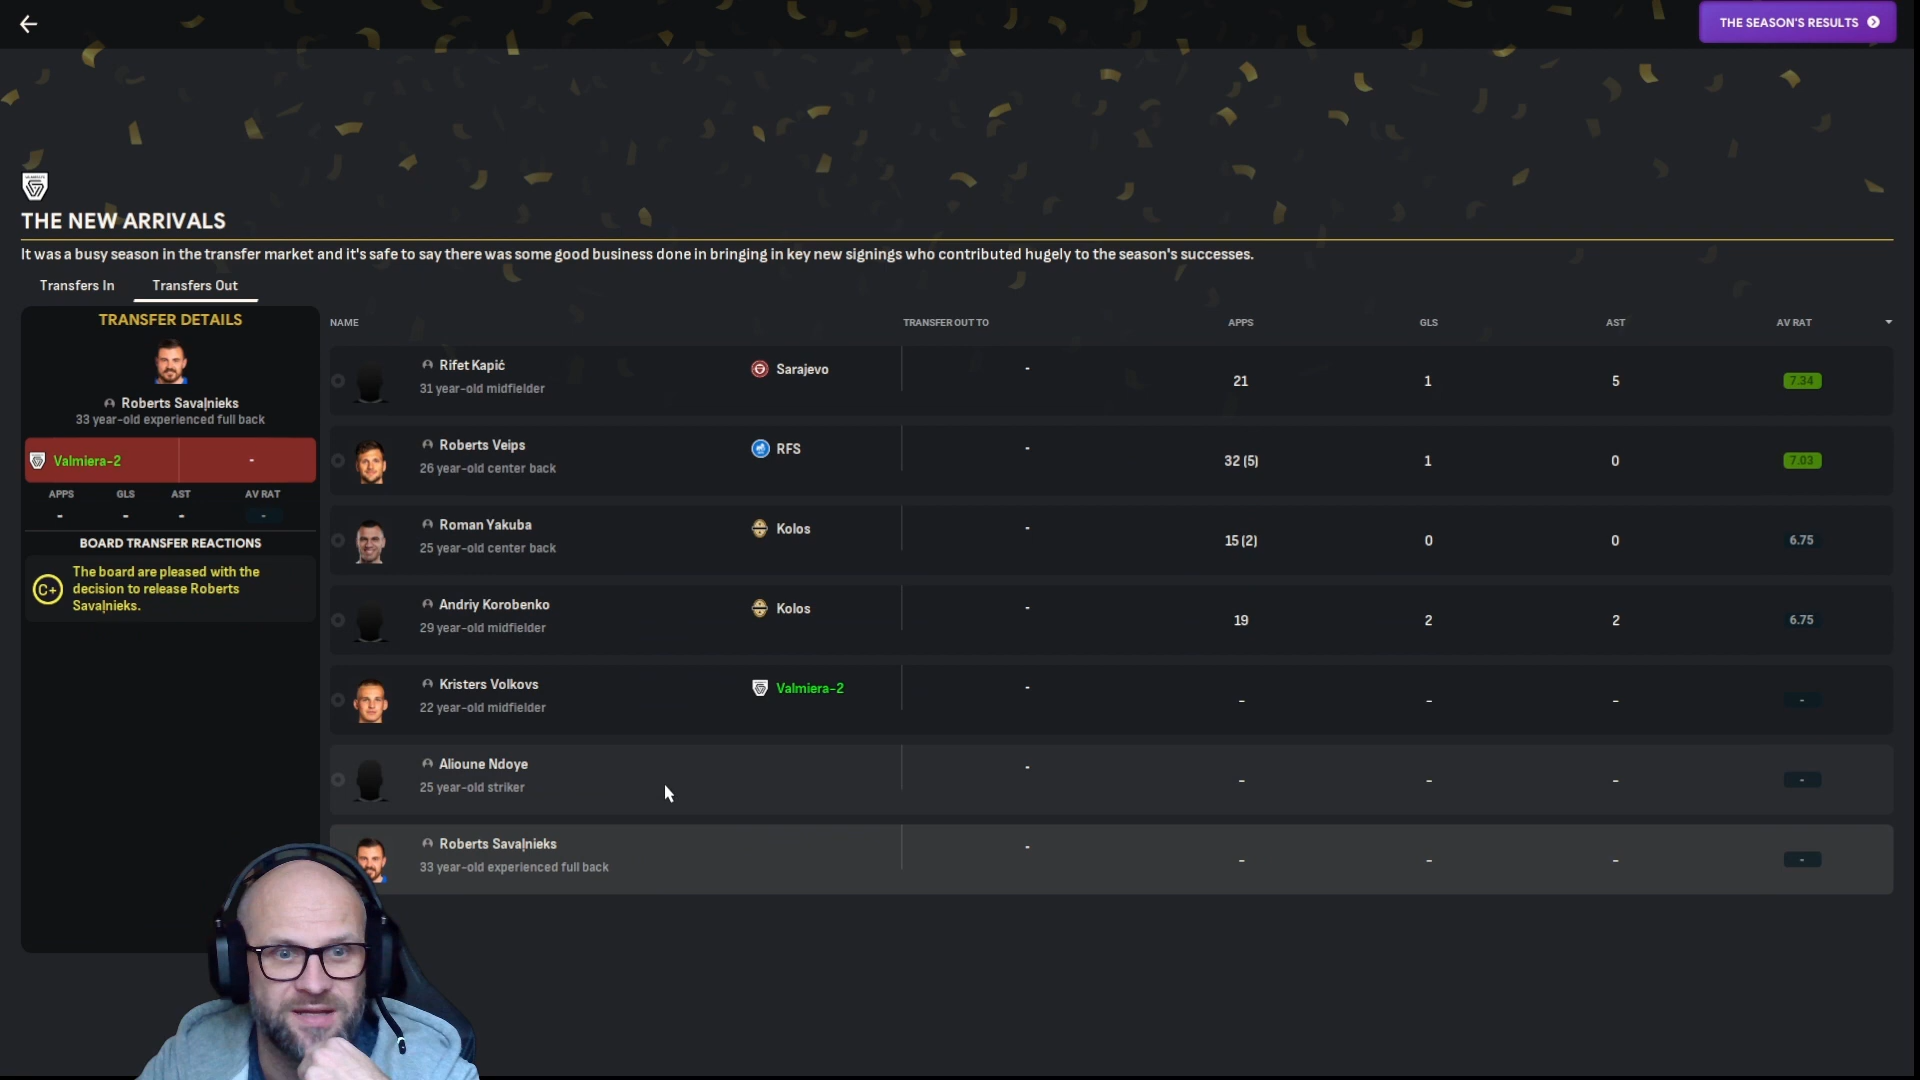 THE SEASON'S RESULTS
THE NEW ARRIVALS
It was a busy season in the transfer market and it's safe to say there was some good business done in bringing in key new signings who contributed hugely to the season's successes.
Transfers In Transfers Out
TRANSFER DETAILS
Roberts Savaļnieks
33 year-old experienced full back
Valmiera-2 -
APPS GLS AST AV RAT
- - - -
BOARD TRANSFER REACTIONS
C+
The board are pleased with the
decision to release Roberts
Savaļnieks.
NAME TRANSFER OUT TO APPS GLS AST AV RAT
Rifet Kapić Sarajevo - 21 1 5 7.34
31 year-old midfielder
Roberts Veips RFS - 32 (5) 1 0 7.03
26 year-old center back
Roman Yakuba Kolos - 15 (2) 0 0 6.75
25 year-old center back
Andriy Korobenko Kolos - 19 2 2 6.75
29 year-old midfielder
Kristers Volkovs Valmiera-2 - - - - -
22 year-old midfielder
Alioune Ndoye - - - - -
25 year-old striker
Roberts Savaļnieks - - - - -
33 year-old experienced full back